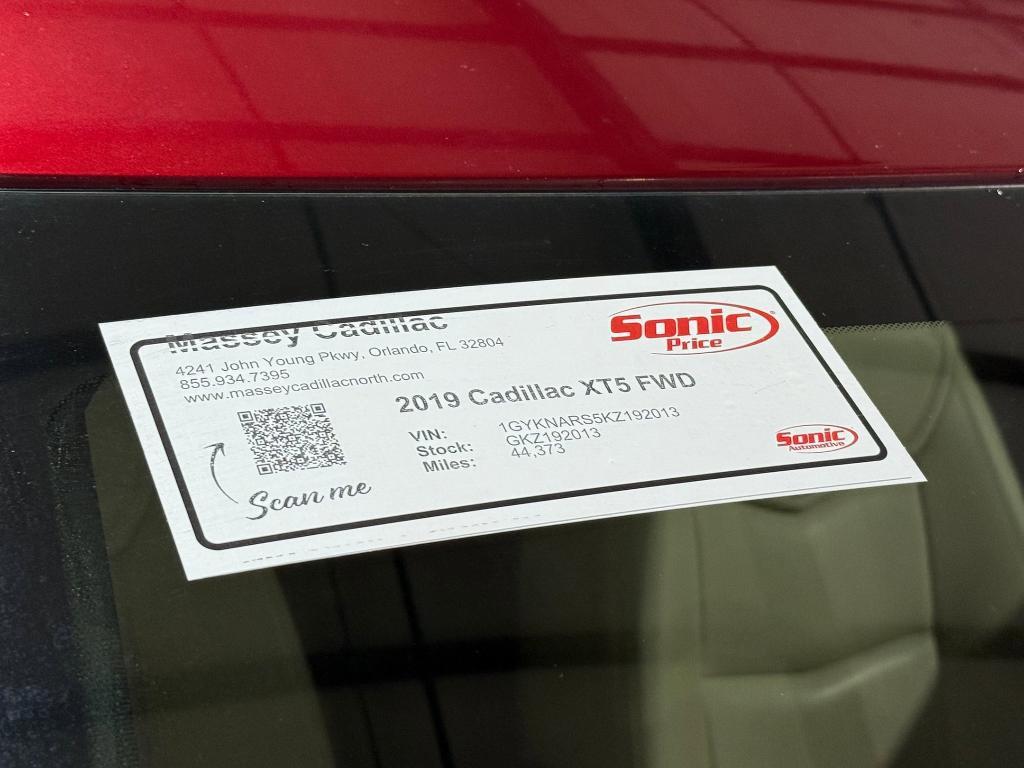 Massey Cadillac
4241 John Young Pkwy, Orlando, FL 32804
855.934.7395
www.masseycadillacnorth.com
Sonic
Price
2019 Cadillac XT5 FWD
VIN: 1GYKNARS5KZ192013
Stock: GKZ192013
Miles: 44,373
Scan me
Sonic
Automotive